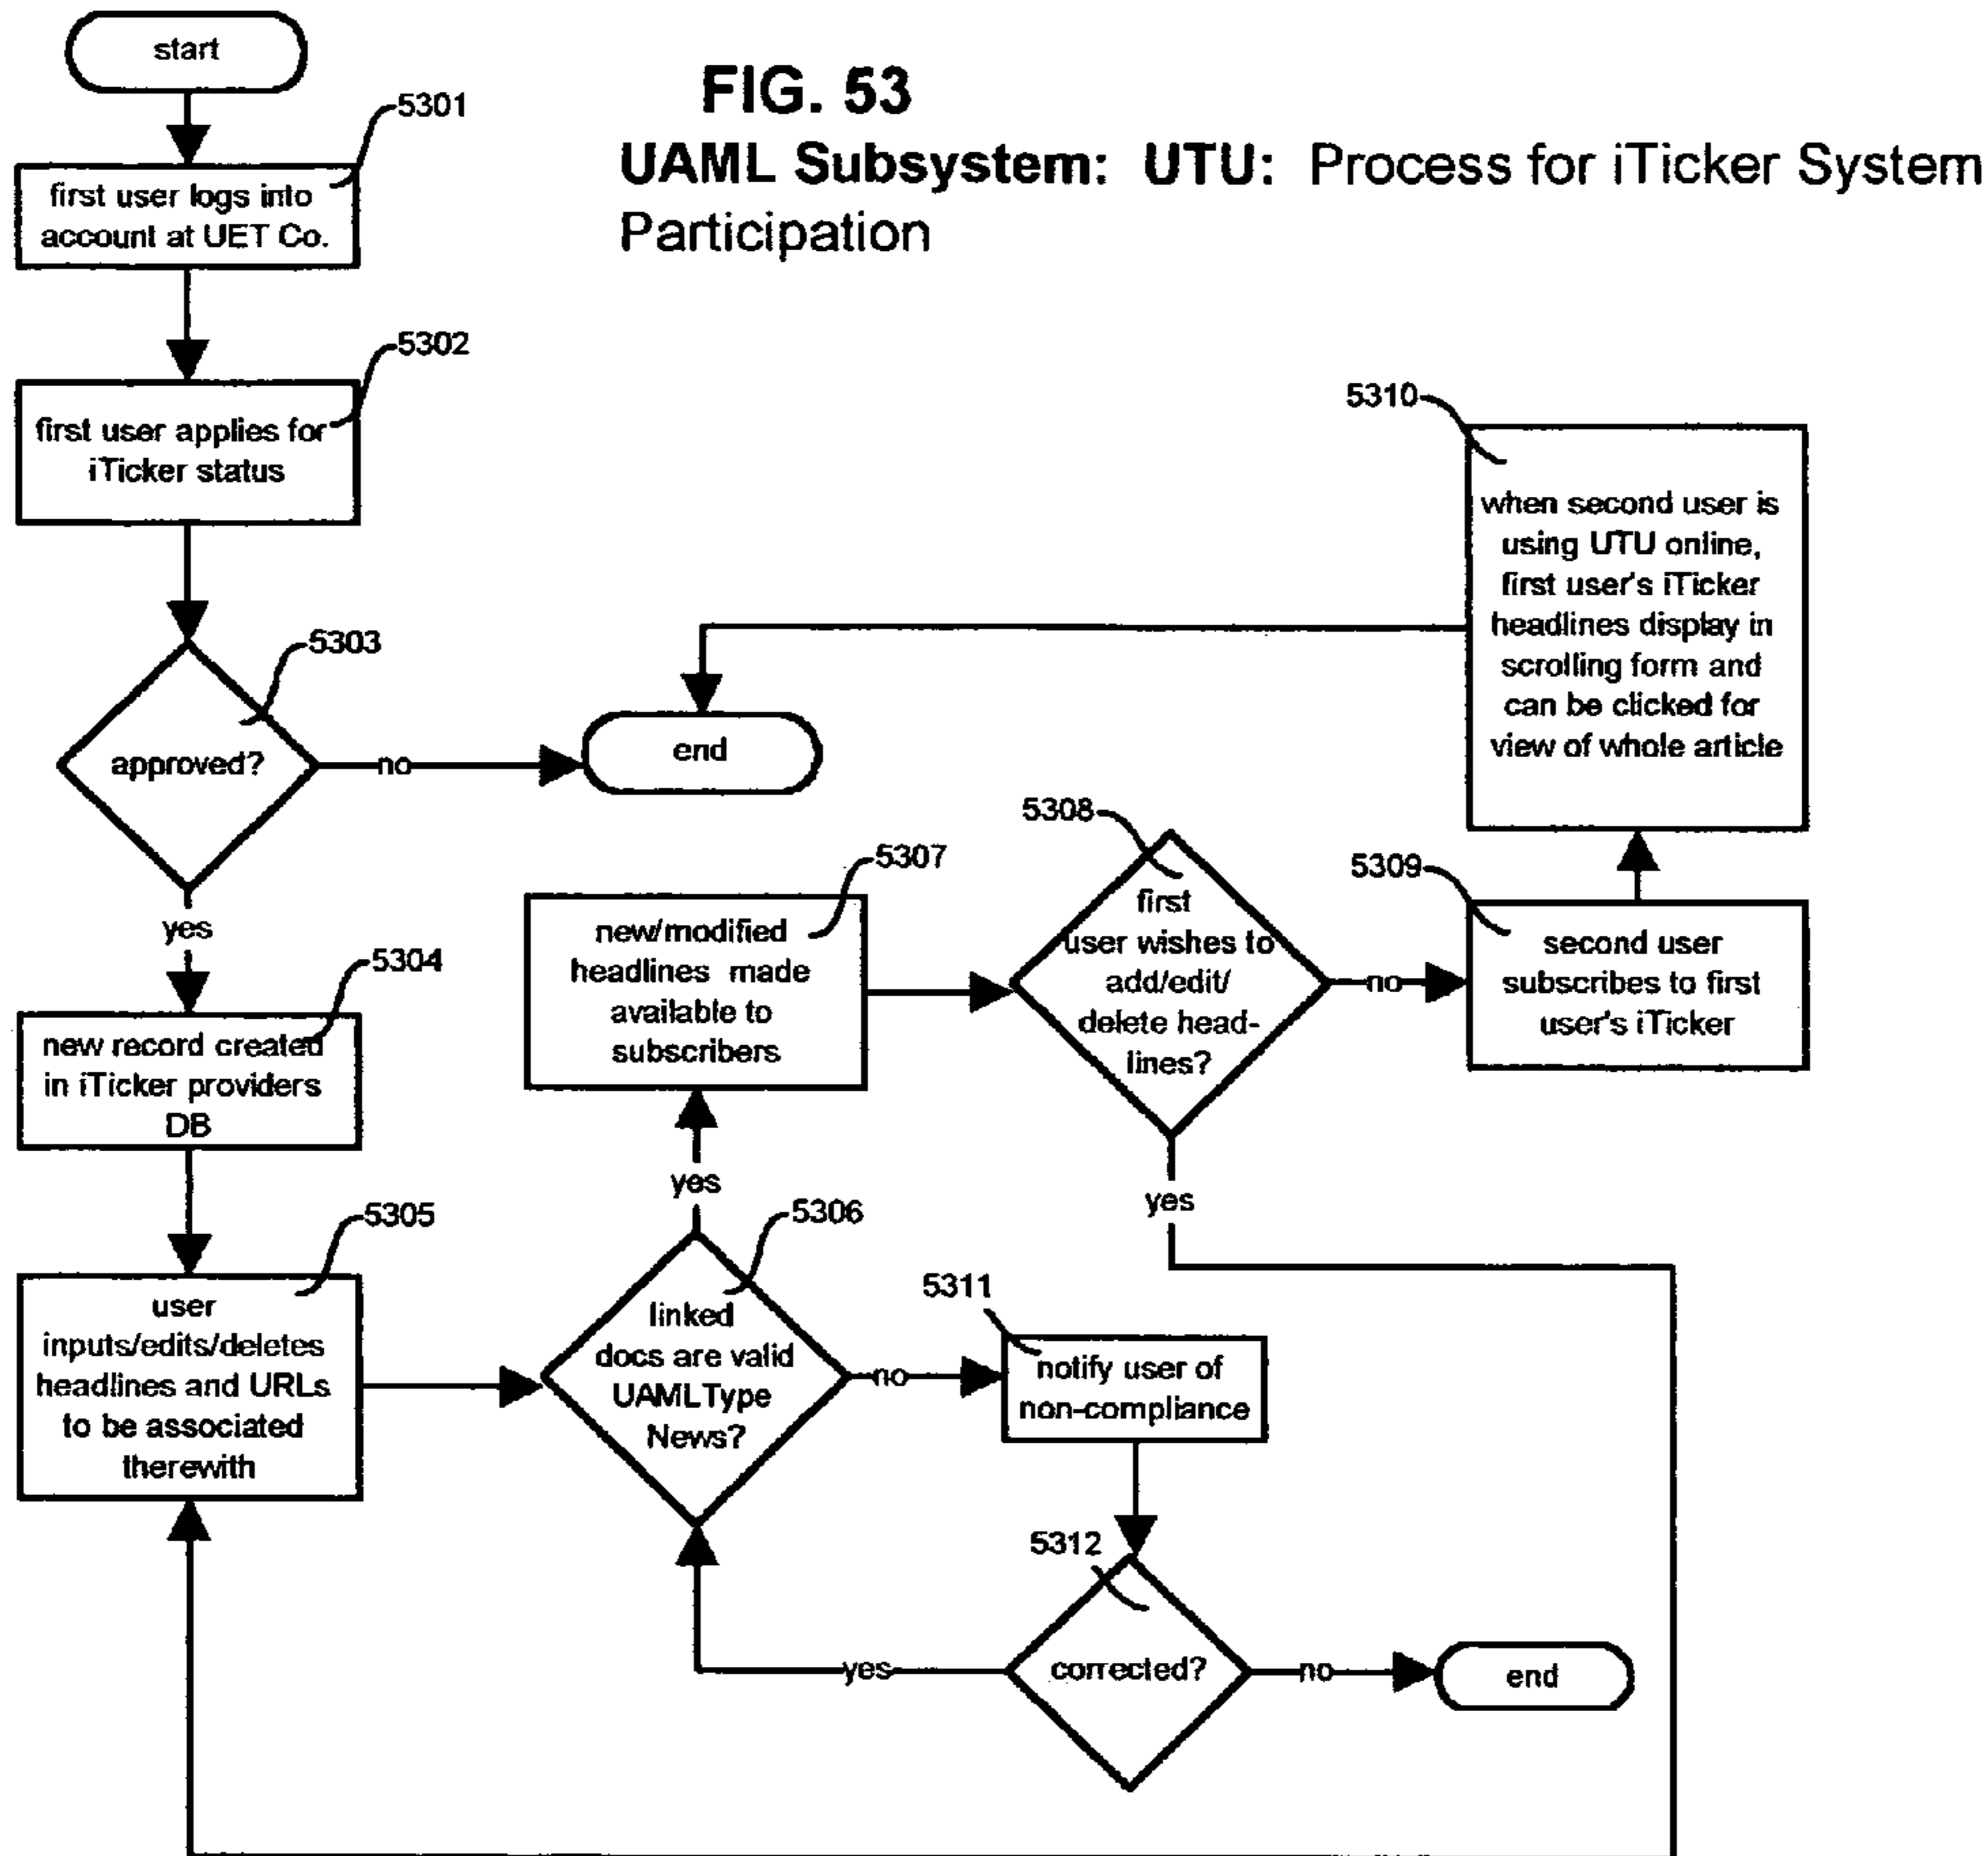 start
FIG. 53
UAML Subsystem: UTU: Process for iTicker System
Participation
5301
first user logs into
account at UET Co.
5302
first user applies for
iTicker status
5303
approved?
no
end
yes
5304
new record created
in iTicker providers
DB
5305
user
inputs/edits/deletes
headlines and URLs
to be associated
therewith
5306
linked
docs are valid
UAMLType
News?
yes
5307
new/modified
headlines made
available to
subscribers
5308
first
user wishes to
add/edit/
delete head-
lines?
no
5309
second user
subscribes to first
user's iTicker
5310
when second user is
using UTU online,
first user's iTicker
headlines display in
scrolling form and
can be clicked for
view of whole article
yes
no
5311
notify user of
non-compliance
5312
corrected?
yes
no
end